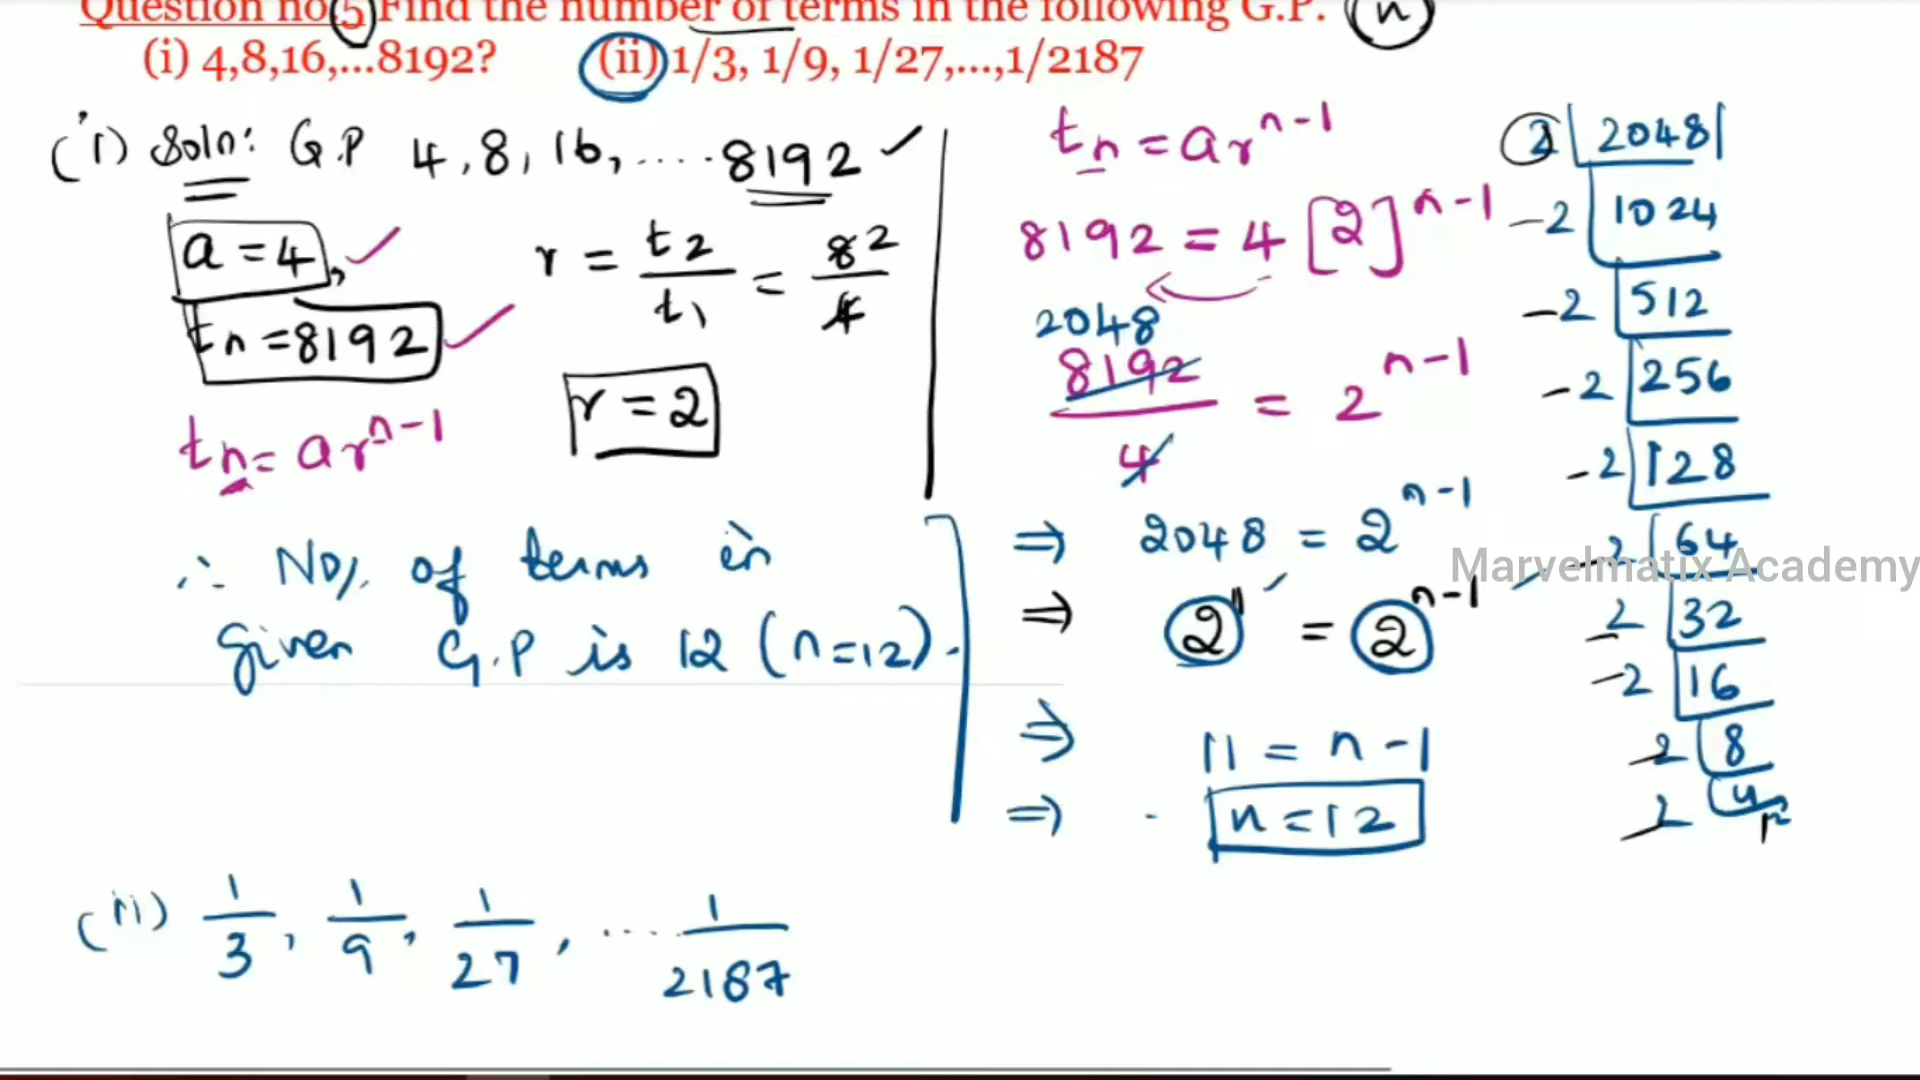 Question no 5 Find the number of terms in the following G.P. (n)
(i) 4,8,16,...8192? (ii) 1/3, 1/9, 1/27,...,1/2187
(i) Soln: G.P 4, 8, 16, .... 8192 ✓
a = 4, ✓
tn = 8192 ✓
r = t2/t1 = 8 2/4
r = 2
tn = ar^n-1
∴ No/. of terms in
given G.P is 12 (n=12).
tn = ar^n-1
8192 = 4 [2]^n-1
2048
8192/4 = 2^n-1
⇒ 2048 = 2^n-1
⇒ 2^11 = 2^n-1
⇒ 11 = n-1
⇒ n = 12
2 | 2048
-2 | 1024
-2 | 512
-2 | 256
-2 | 128
-2 | 64
-2 | 32
-2 | 16
-2 | 8
2 | 4
2
Marvelmatix Academy
(ii) 1/3, 1/9, 1/27, ..... 1/2187